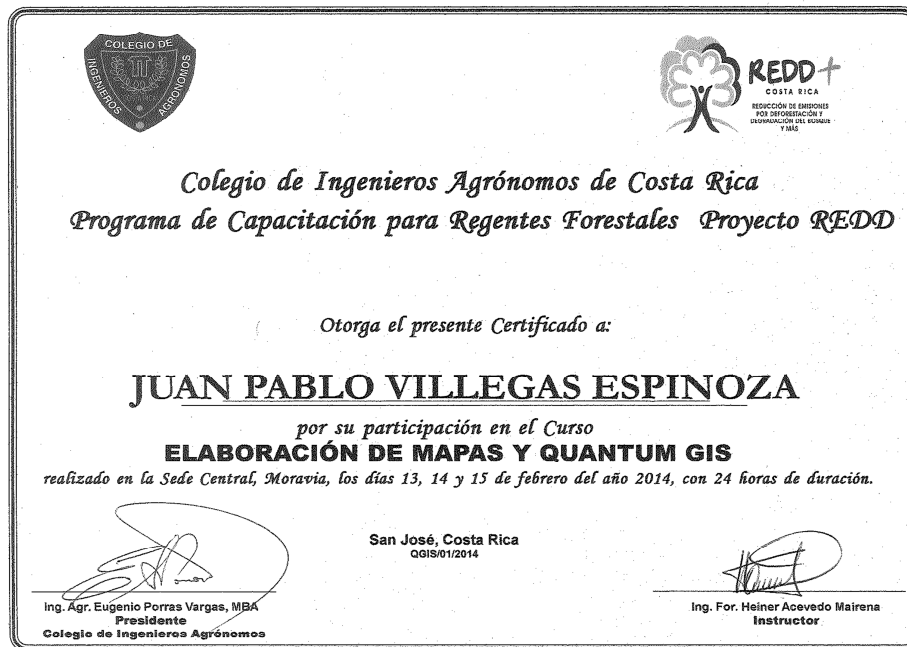 COLEGIO DE
INGENIEROS
AGRONOMOS
REDD+
COSTA RICA
REDUCCIÓN DE EMISIONES
POR DEFORESTACIÓN Y
DEGRADACIÓN DEL BOSQUE
Y MÁS
Colegio de Ingenieros Agrónomos de Costa Rica
Programa de Capacitación para Regentes Forestales Proyecto REDD
Otorga el presente Certificado a:
JUAN PABLO VILLEGAS ESPINOZA
por su participación en el Curso
ELABORACIÓN DE MAPAS Y QUANTUM GIS
realizado en la Sede Central, Moravia, los días 13, 14 y 15 de febrero del año 2014, con 24 horas de duración.
San José, Costa Rica
QGIS/01/2014
Ing. Agr. Eugenio Porras Vargas, MBA
Presidente
Colegio de Ingenieros Agrónomos
Ing. For. Heiner Acevedo Mairena
Instructor